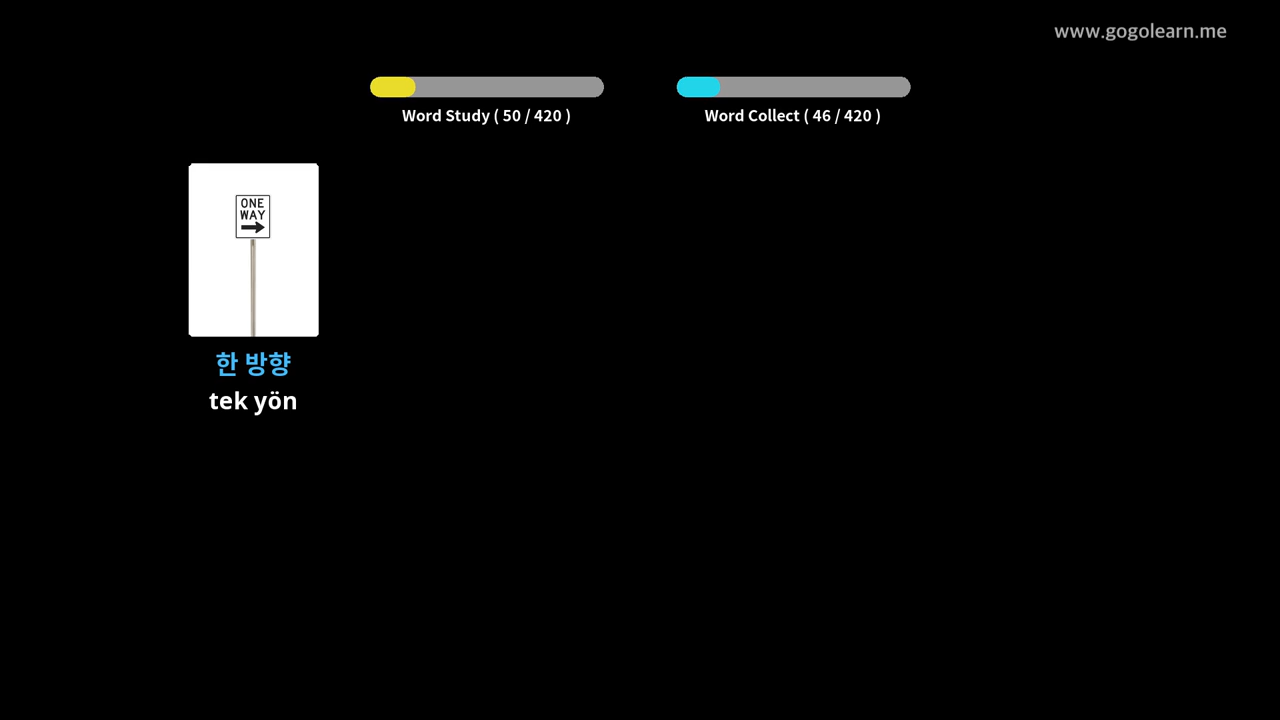 www.gogolearn.me
Word Study ( 50 / 420 )
Word Collect ( 46 / 420 )
ONE
WAY
한 방향
tek yön